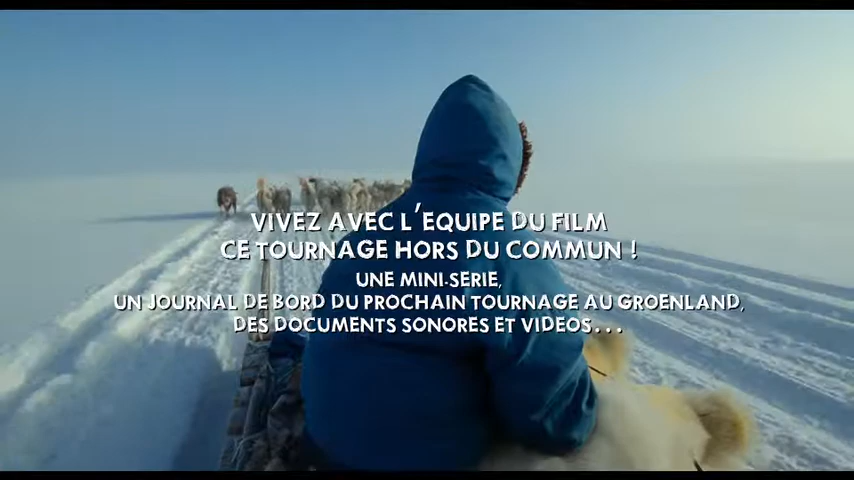 VIVEZ AVEC L'EQUIPE DU FILM
CE TOURNAGE HORS DU COMMUN !
UNE MINI-SERIE,
UN JOURNAL DE BORD DU PROCHAIN TOURNAGE AU GROENLAND,
DES DOCUMENTS SONORES ET VIDEOS...